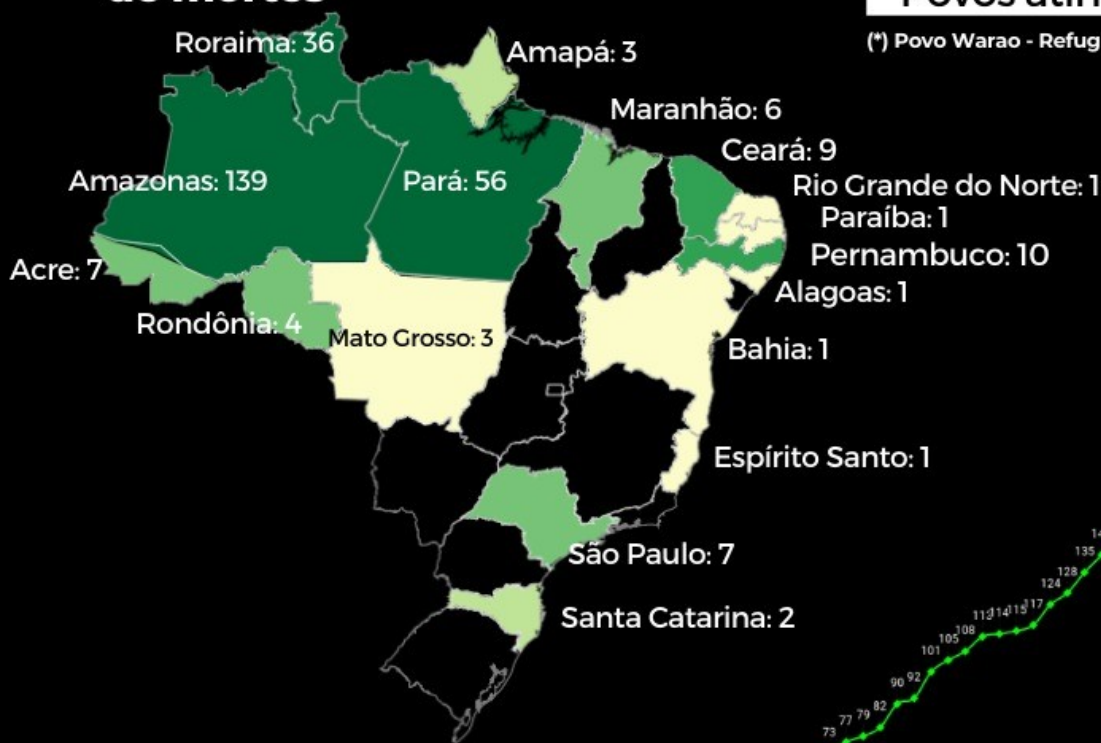 Roraima: 36
Amapá: 3
(*) Povo Warao - Refug
Maranhão: 6
Ceará: 9
Amazonas: 139
Pará: 56
Rio Grande do Norte: 1
Paraíba: 1
Pernambuco: 10
Acre: 7
Alagoas: 1
Rondônia: 4
Mato Grosso: 3
Bahia: 1
Espírito Santo: 1
São Paulo: 7
Santa Catarina: 2
135
128
124
117
115
114
108
105
101
92
90
82
79
77
73